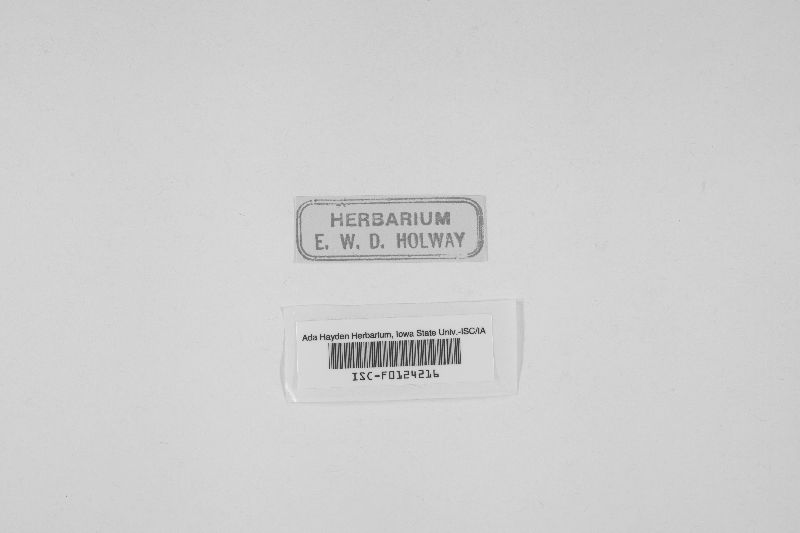 HERBARIUM
E. W. D. HOLWAY
Ada Hayden Herbarium, Iowa State Univ.-ISC/IA
ISC-F0124216